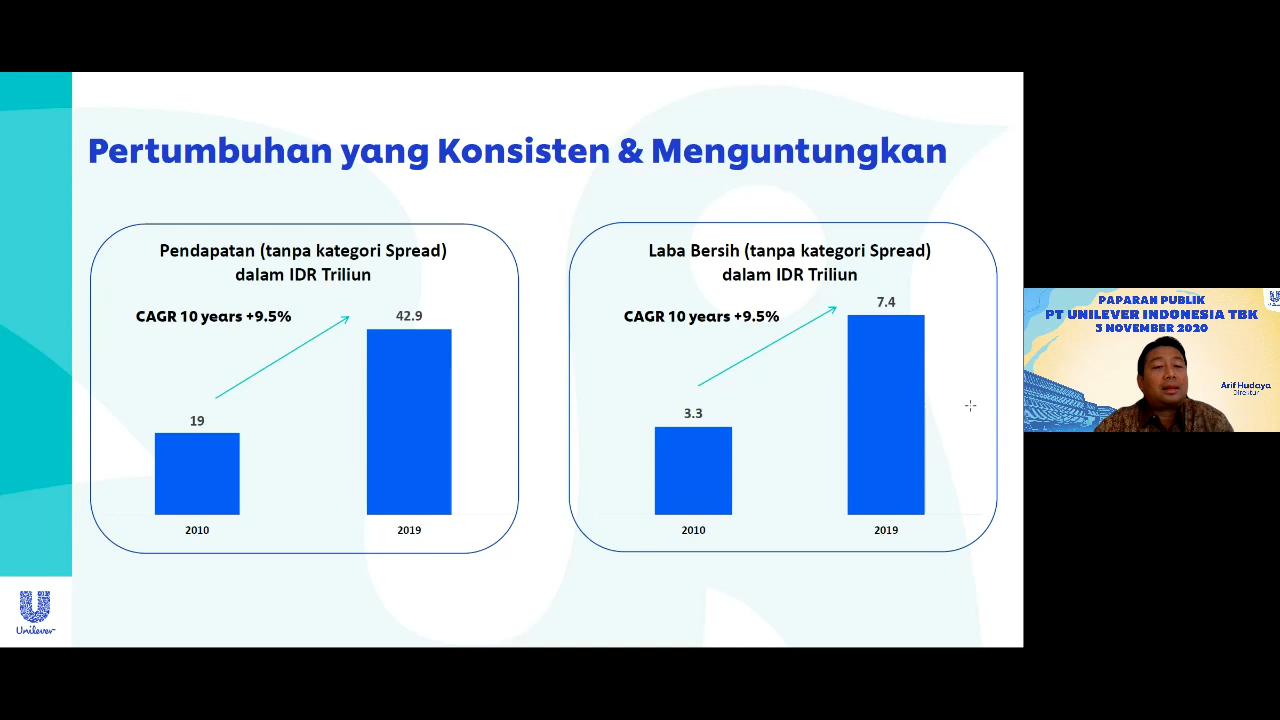 Pertumbuhan yang Konsisten & Menguntungkan
Pendapatan (tanpa kategori Spread)
dalam IDR Triliun
CAGR 10 years +9.5%
42.9
19
2010
2019
Laba Bersih (tanpa kategori Spread)
dalam IDR Triliun
CAGR 10 years +9.5%
7.4
3.3
2010
2019
Unilever
PAPARAN PUBLIK
PT UNILEVER INDONESIA TBK
3 NOVEMBER 2020
Arif Hudaya
Direktur